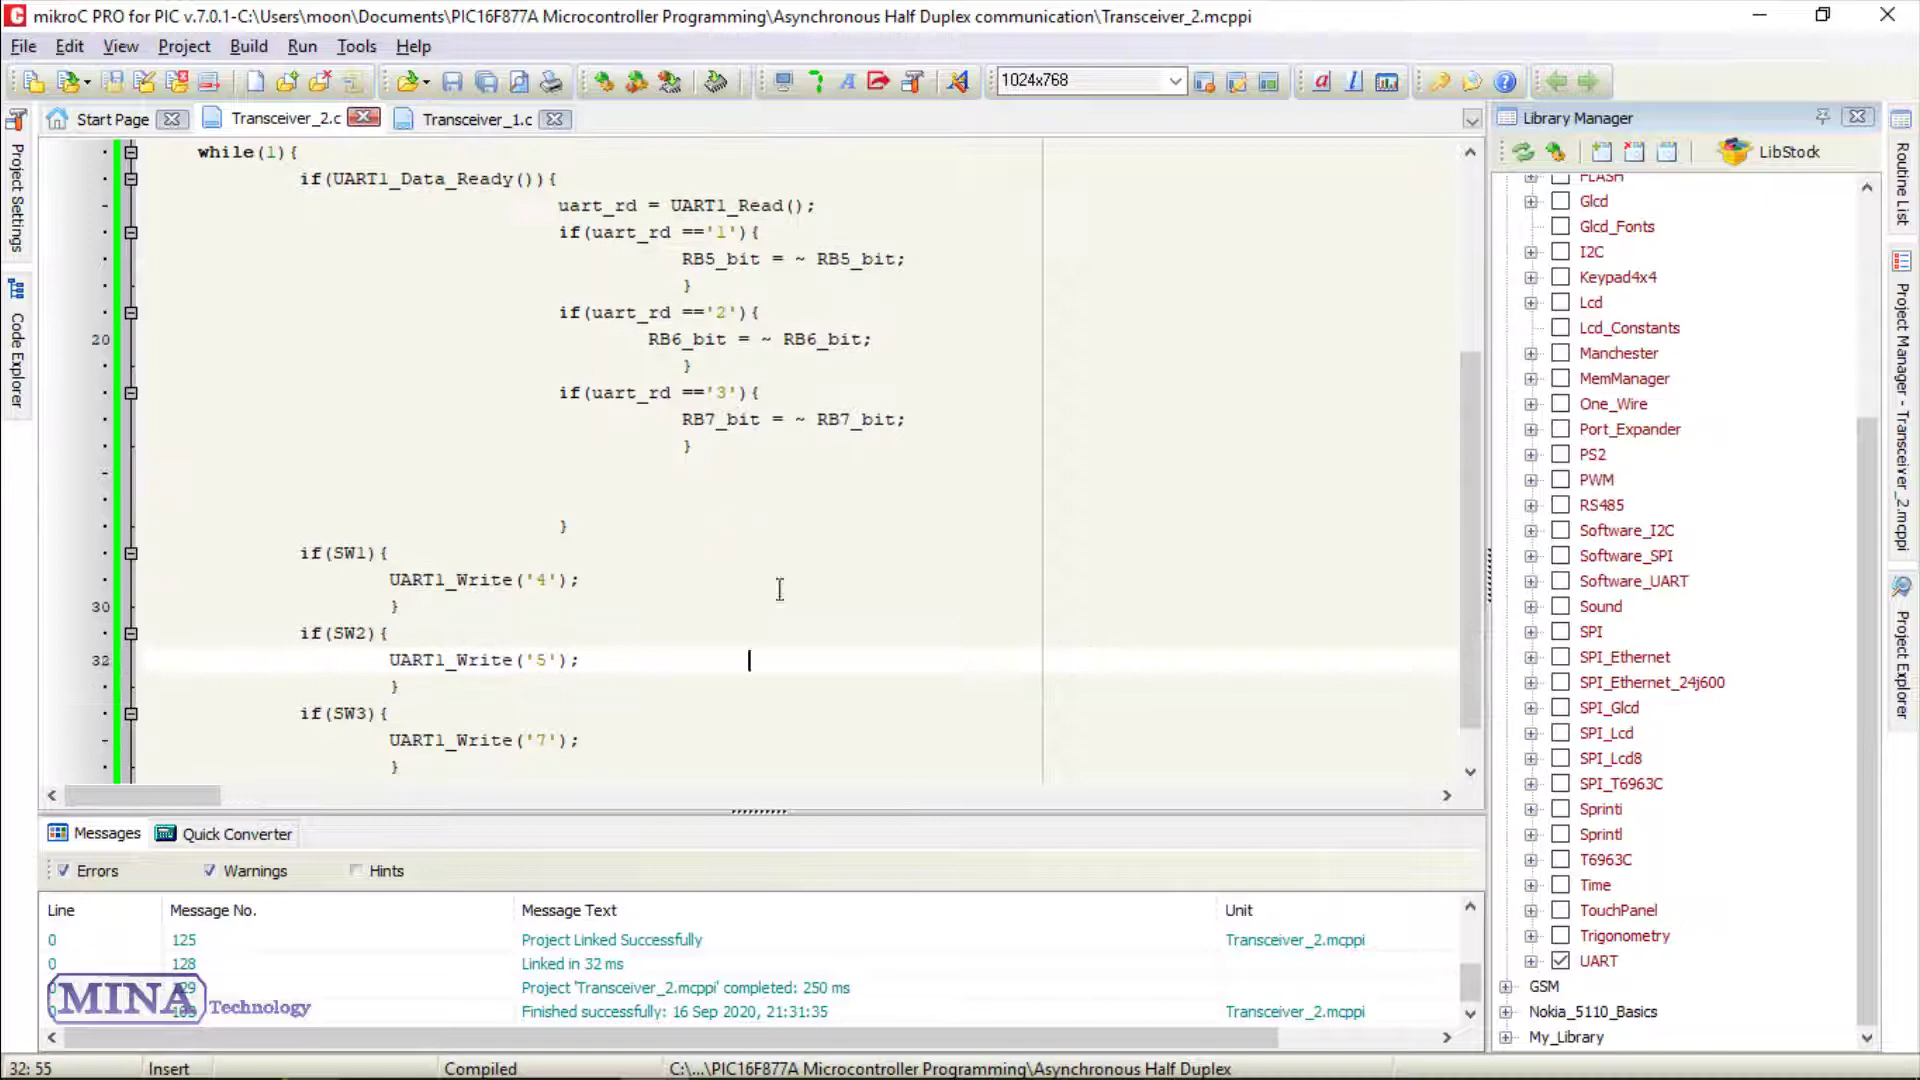 mikroC PRO for PIC v.7.0.1-C:\Users\moon\Documents\PIC16F877A Microcontroller Programming\Asynchronous Half Duplex communication\Transceiver_2.mcppi
File Edit View Project Build Run Tools Help
1024x768
Start Page Transceiver_2.c Transceiver_1.c
Library Manager
LibStock
Project Settings
Code Explorer
while(1){
if(UART1_Data_Ready()){
uart_rd = UART1_Read();
if(uart_rd =='1'){
RB5_bit = ~ RB5_bit;
}
if(uart_rd =='2'){
20 RB6_bit = ~ RB6_bit;
}
if(uart_rd =='3'){
RB7_bit = ~ RB7_bit;
}
}
if(SW1){
UART1_Write('4');
30 }
if(SW2){
32 UART1_Write('5');
}
if(SW3){
UART1_Write('7');
}
FLASH
Glcd
Glcd_Fonts
I2C
Keypad4x4
Lcd
Lcd_Constants
Manchester
MemManager
One_Wire
Port_Expander
PS2
PWM
RS485
Software_I2C
Software_SPI
Software_UART
Sound
SPI
SPI_Ethernet
SPI_Ethernet_24j600
SPI_Glcd
SPI_Lcd
SPI_Lcd8
SPI_T6963C
Sprinti
Sprintl
T6963C
Time
TouchPanel
Trigonometry
UART
GSM
Nokia_5110_Basics
My_Library
Routine List
Project Manager - Transceiver_2.mcppi
Project Explorer
Messages Quick Converter
Errors Warnings Hints
Line Message No. Message Text Unit
0 125 Project Linked Successfully Transceiver_2.mcppi
0 128 Linked in 32 ms
Project 'Transceiver_2.mcppi' completed: 250 ms
Finished successfully: 16 Sep 2020, 21:31:35 Transceiver_2.mcppi
MINA Technology
32: 55 Insert Compiled C:\...\PIC16F877A Microcontroller Programming\Asynchronous Half Duplex